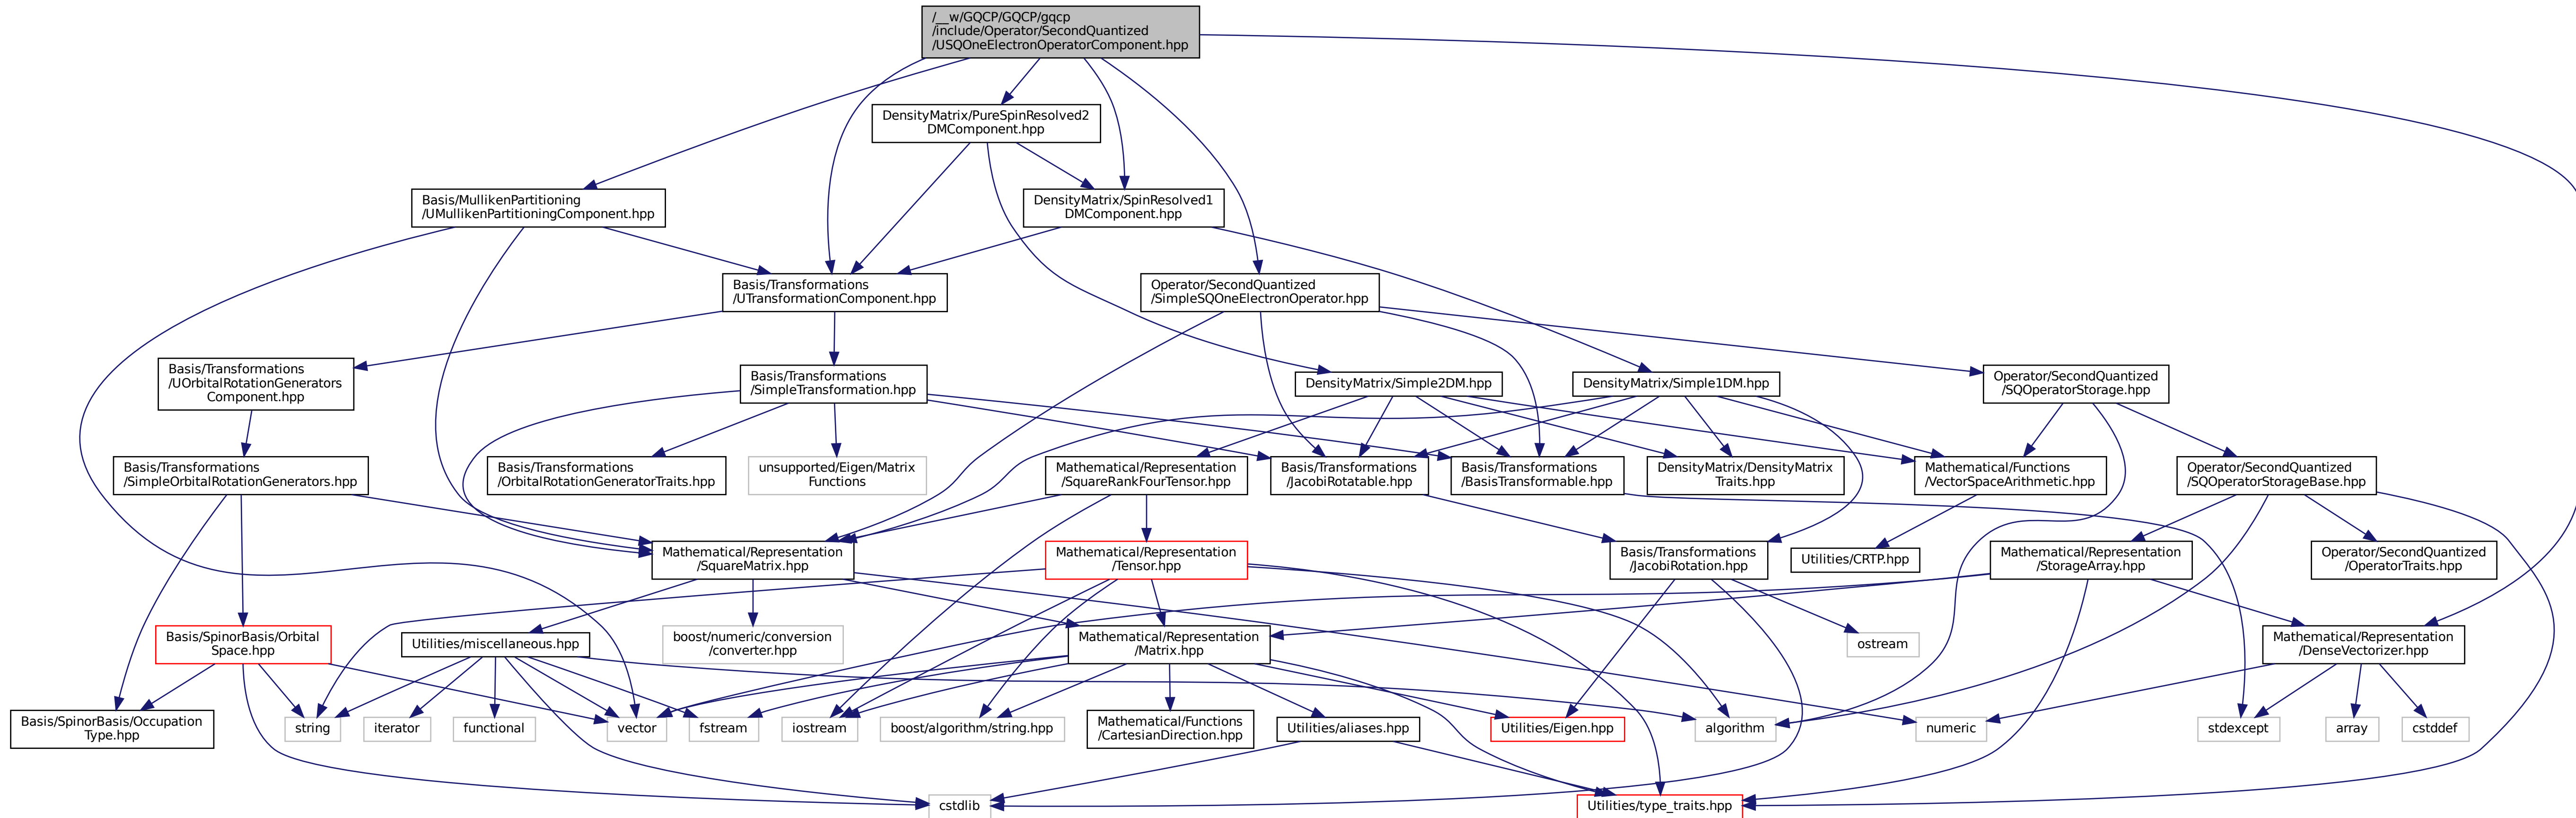 /__w/GQCP/GQCP/gqcp
/include/Operator/SecondQuantized
/USQOneElectronOperatorComponent.hpp
DensityMatrix/PureSpinResolved2
DMComponent.hpp
Basis/MullikenPartitioning
/UMullikenPartitioningComponent.hpp
DensityMatrix/SpinResolved1
DMComponent.hpp
Basis/Transformations
/UTransformationComponent.hpp
Operator/SecondQuantized
/SimpleSQOneElectronOperator.hpp
Basis/Transformations
/UOrbitalRotationGenerators
Component.hpp
Basis/Transformations
/SimpleTransformation.hpp
DensityMatrix/Simple2DM.hpp
DensityMatrix/Simple1DM.hpp
Operator/SecondQuantized
/SQOperatorStorage.hpp
Basis/Transformations
/SimpleOrbitalRotationGenerators.hpp
Basis/Transformations
/OrbitalRotationGeneratorTraits.hpp
unsupported/Eigen/Matrix
Functions
Mathematical/Representation
/SquareRankFourTensor.hpp
Basis/Transformations
/JacobiRotatable.hpp
Basis/Transformations
/BasisTransformable.hpp
DensityMatrix/DensityMatrix
Traits.hpp
Mathematical/Functions
/VectorSpaceArithmetic.hpp
Operator/SecondQuantized
/SQOperatorStorageBase.hpp
Mathematical/Representation
/SquareMatrix.hpp
Mathematical/Representation
/Tensor.hpp
Basis/Transformations
/JacobiRotation.hpp
Utilities/CRTP.hpp
Mathematical/Representation
/StorageArray.hpp
Operator/SecondQuantized
/OperatorTraits.hpp
Basis/SpinorBasis/Orbital
Space.hpp
Utilities/miscellaneous.hpp
boost/numeric/conversion
/converter.hpp
Mathematical/Representation
/Matrix.hpp
ostream
Mathematical/Representation
/DenseVectorizer.hpp
Basis/SpinorBasis/Occupation
Type.hpp
string
iterator
functional
vector
fstream
iostream
boost/algorithm/string.hpp
Mathematical/Functions
/CartesianDirection.hpp
Utilities/aliases.hpp
Utilities/Eigen.hpp
algorithm
numeric
stdexcept
array
cstddef
cstdlib
Utilities/type_traits.hpp